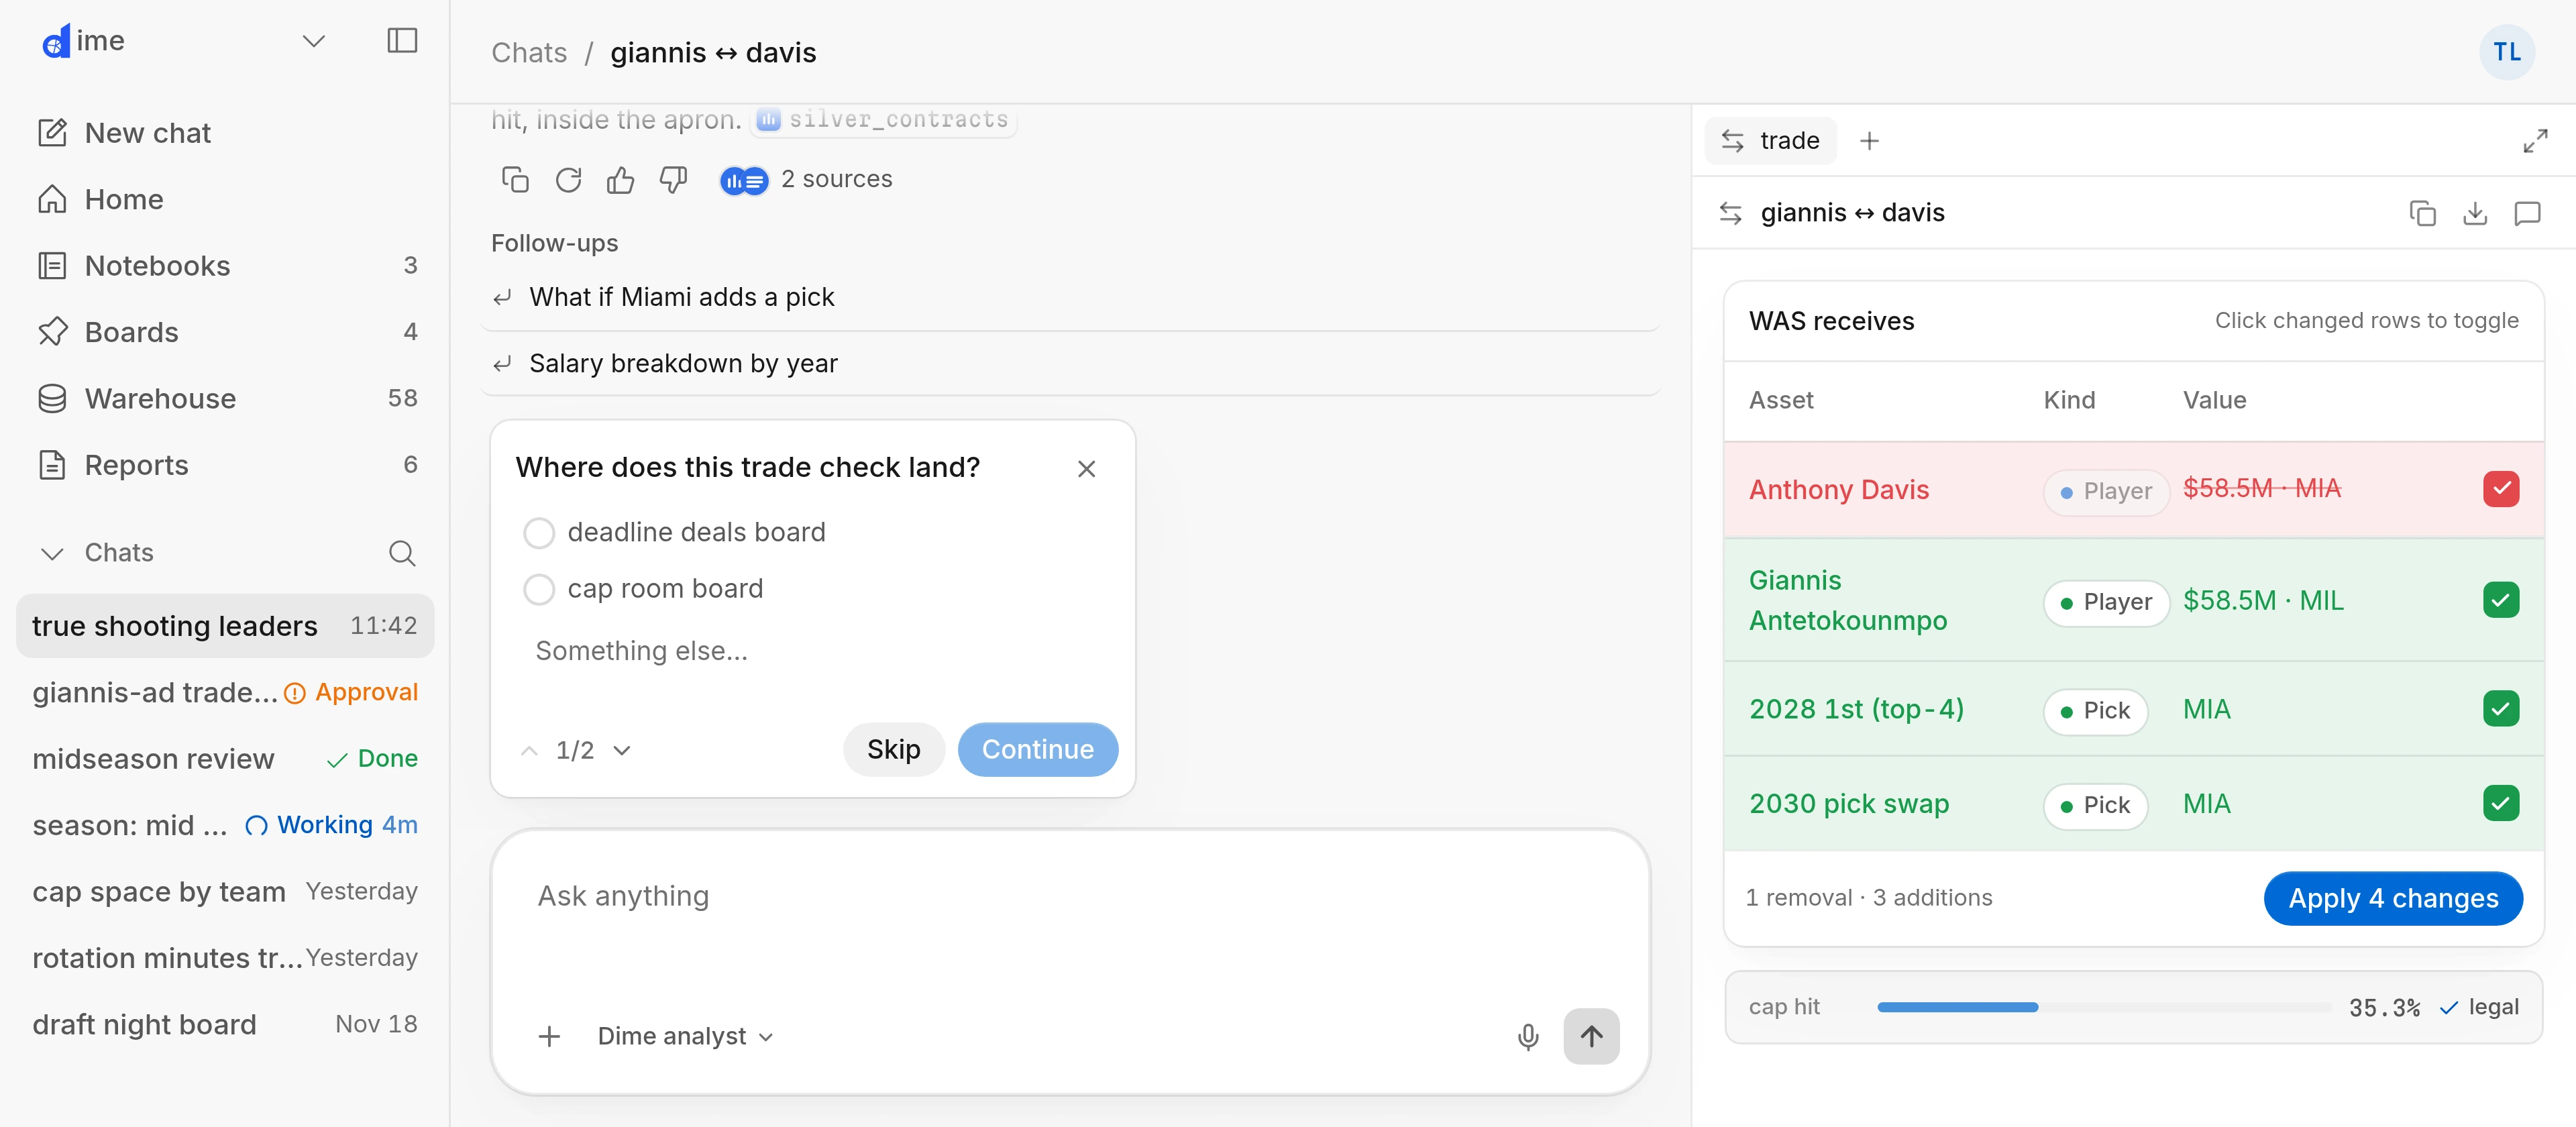 dime
New chat
Home
Notebooks 3
Boards 4
Warehouse 58
Reports 6
Chats
true shooting leaders 11:42
giannis-ad trade... Approval
midseason review Done
season: mid ... Working 4m
cap space by team Yesterday
rotation minutes tr... Yesterday
draft night board Nov 18
Chats / giannis ↔ davis
TL
hit, inside the apron. silver_contracts
2 sources
Follow-ups
What if Miami adds a pick
Salary breakdown by year
Where does this trade check land?
deadline deals board
cap room board
Something else...
1/2 Skip Continue
Ask anything
Dime analyst
trade
giannis ↔ davis
WAS receives Click changed rows to toggle
Asset Kind Value
Anthony Davis Player $58.5M · MIA
Giannis
Antetokounmpo Player $58.5M · MIL
2028 1st (top-4) Pick MIA
2030 pick swap Pick MIA
1 removal · 3 additions Apply 4 changes
cap hit 35.3% legal